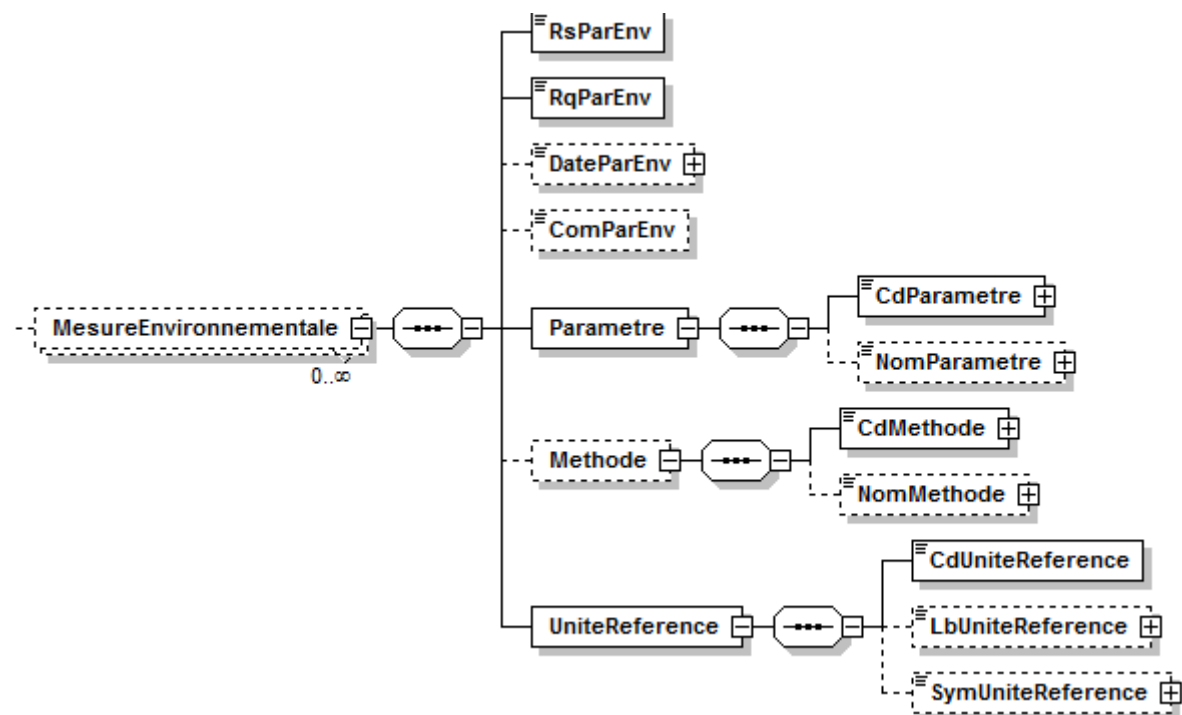 RsParEnv
RqParEnv
DateParEnv
ComParEnv
MesureEnvironnementale
0..∞
Parametre
CdParametre
NomParametre
Methode
CdMethode
NomMethode
UniteReference
CdUniteReference
LbUniteReference
SymUniteReference